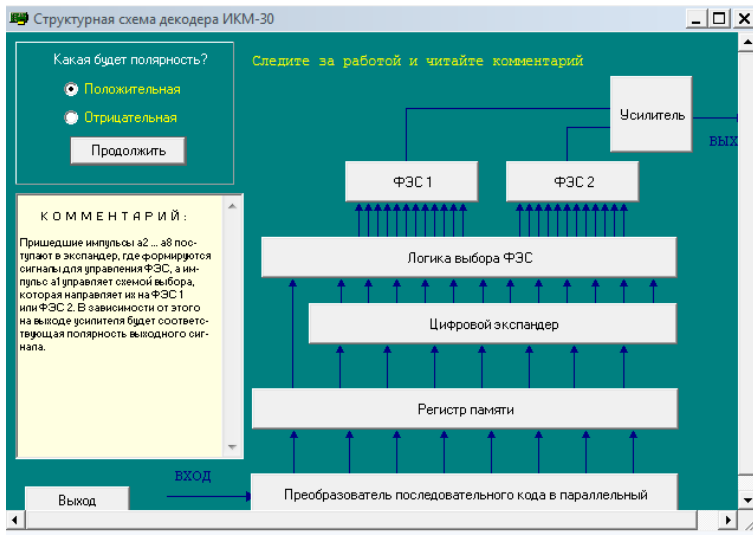 Структурная схема декодера ИКМ-30
Какая будет полярность?
Положительная
Отрицательная
Продолжить
Следите за работой и читайте комментарий
Усилитель
ВЫХ
ФЭС 1
ФЭС 2
К О М М Е Н Т А Р И Й :
Пришедшие импульсы а2 ... а8 пос-
тупают в экспандер, где формируются
сигналы для управления ФЭС, а им-
пульс а1 управляет схемой выбора,
которая направляет их на ФЭС 1
или ФЭС 2. В зависимости от этого
на выходе усилителя будет соответс-
твующая полярность выходного сиг-
нала.
Логика выбора ФЭС
Цифровой экспандер
Регистр памяти
ВХОД
Преобразователь последовательного кода в параллельный
Выход